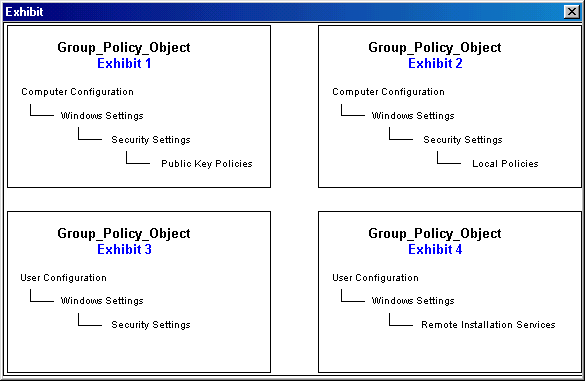 Exhibit
Group_Policy_Object
Exhibit 1
Computer Configuration
Windows Settings
Security Settings
Public Key Policies
Group_Policy_Object
Exhibit 2
Computer Configuration
Windows Settings
Security Settings
Local Policies
Group_Policy_Object
Exhibit 3
User Configuration
Windows Settings
Security Settings
Group_Policy_Object
Exhibit 4
User Configuration
Windows Settings
Remote Installation Services